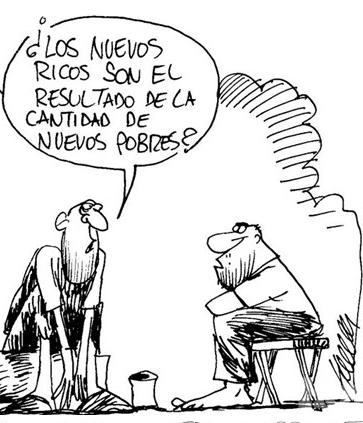 ¿LOS NUEVOS
RICOS SON EL
RESULTADO DE LA
CANTIDAD DE
NUEVOS POBRES?